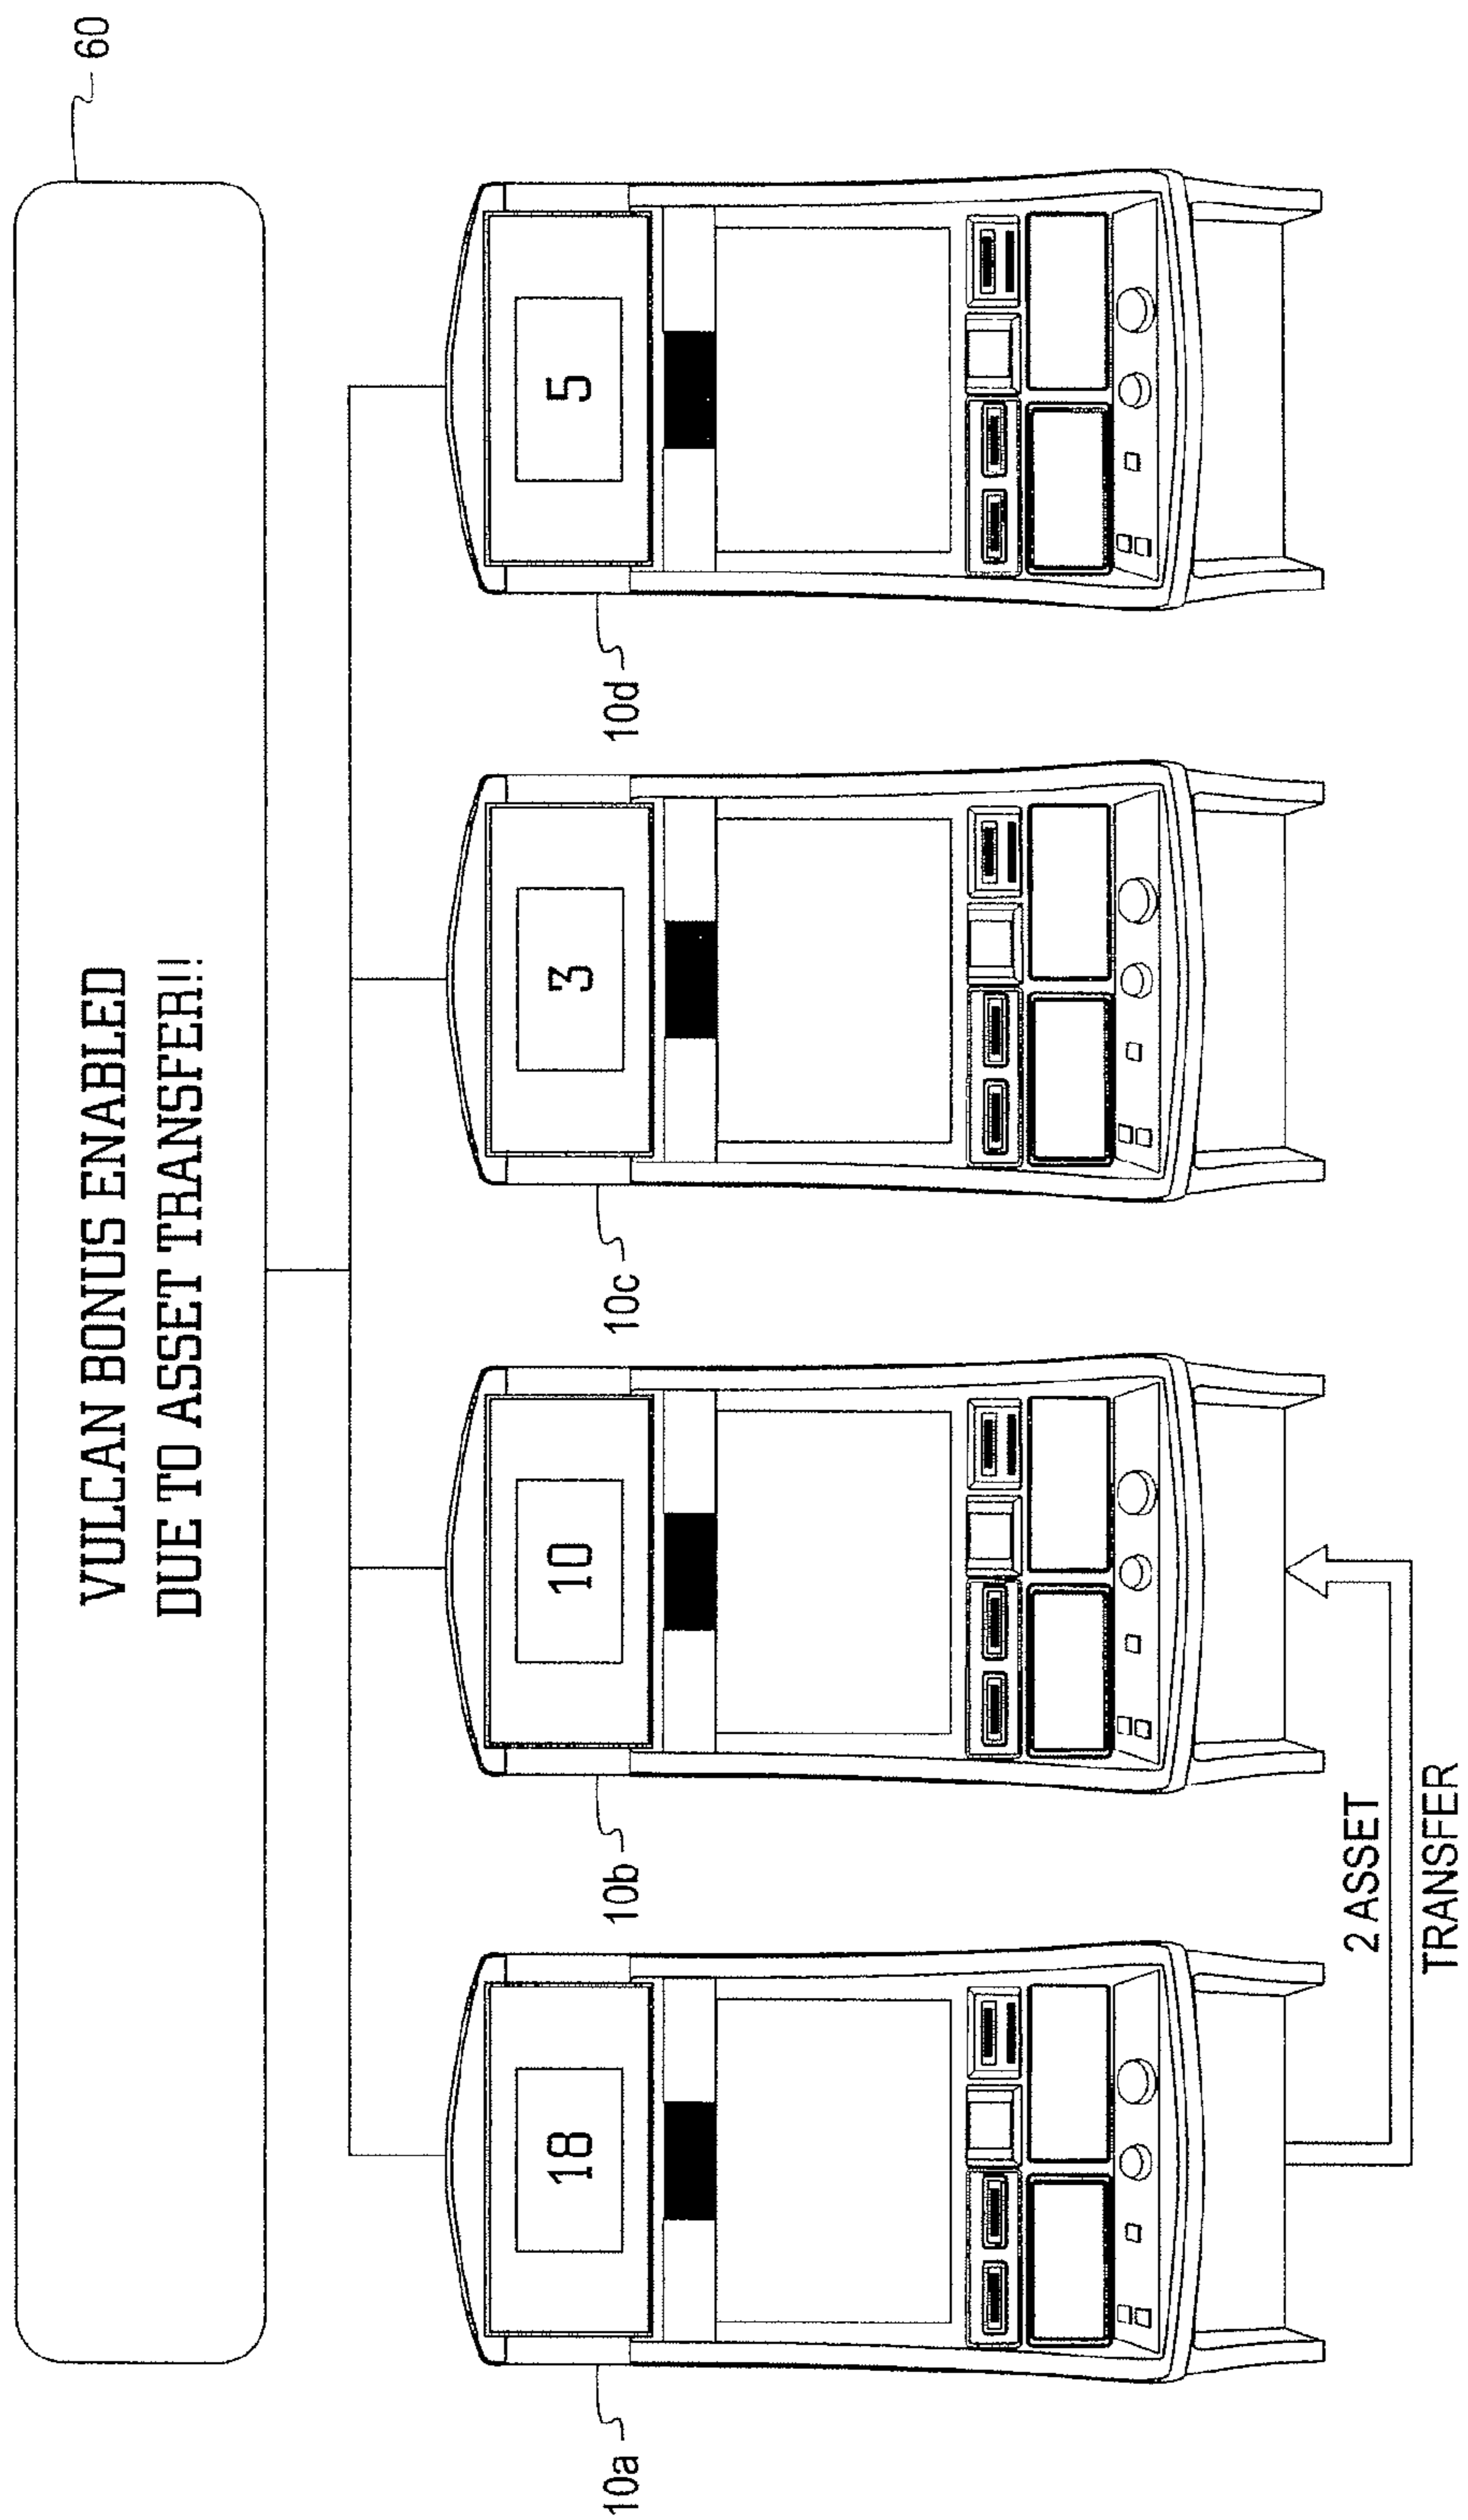 60
VULCAN BONUS ENABLED
DUE TO ASSET TRANSFER!!
18
10
3
5
10a
10b
10c
10d
2 ASSET
TRANSFER